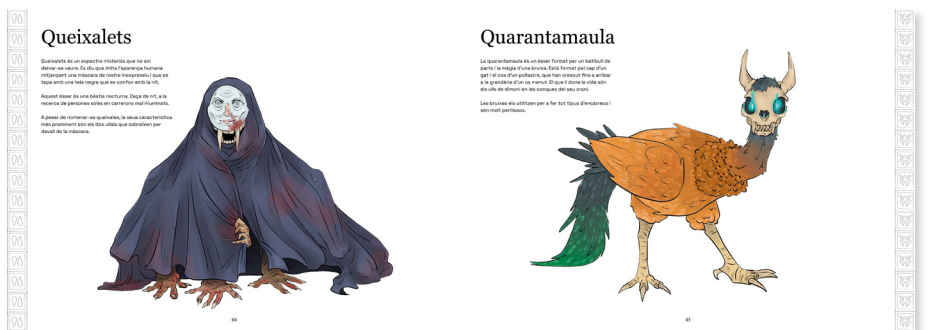 Queixalets
Queixalets és un espectre misteriós que no sol
deixar-se veure. Es diu que imita l'aparença humana
mitjançant una màscara de rostre inexpressiu i que es
tapa amb una tela negra que es confon amb la nit.
Aquest ésser és una bèstia nocturna. Caça de nit, a la
recerca de persones soles en carrerons mal il·luminats.
A pesar de nomenar-se queixales, la seua característica
més prominent són els dos ullals que sobreixen per
davall de la màscara.
44
Quarantamaula
La quarantamaula és un ésser format per un batibull de
parts i la màgia d'una bruixa. Està format pel cap d'un
gat i el cos d'un pollastre, que han crescut fins a arribar
a la grandària d'un os menut. El que li dona la vida són
els ulls de dimoni en les conques del seu crani.
Les bruixes els utilitzen per a fer tot tipus d'encàrrecs i
són molt perillosos.
45